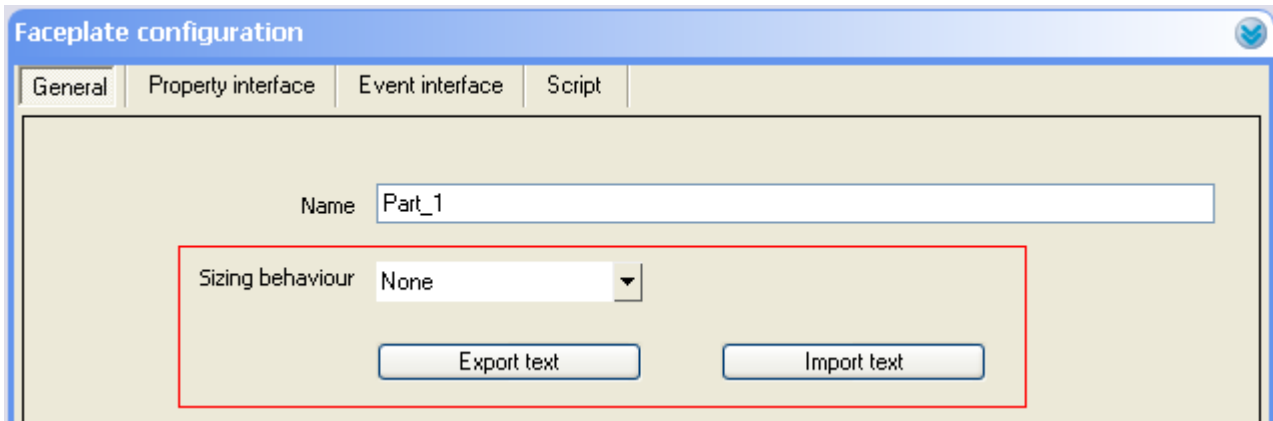 Faceplate configuration
General Property interface Event interface Script
Name Part_1
Sizing behaviour None
Export text Import text